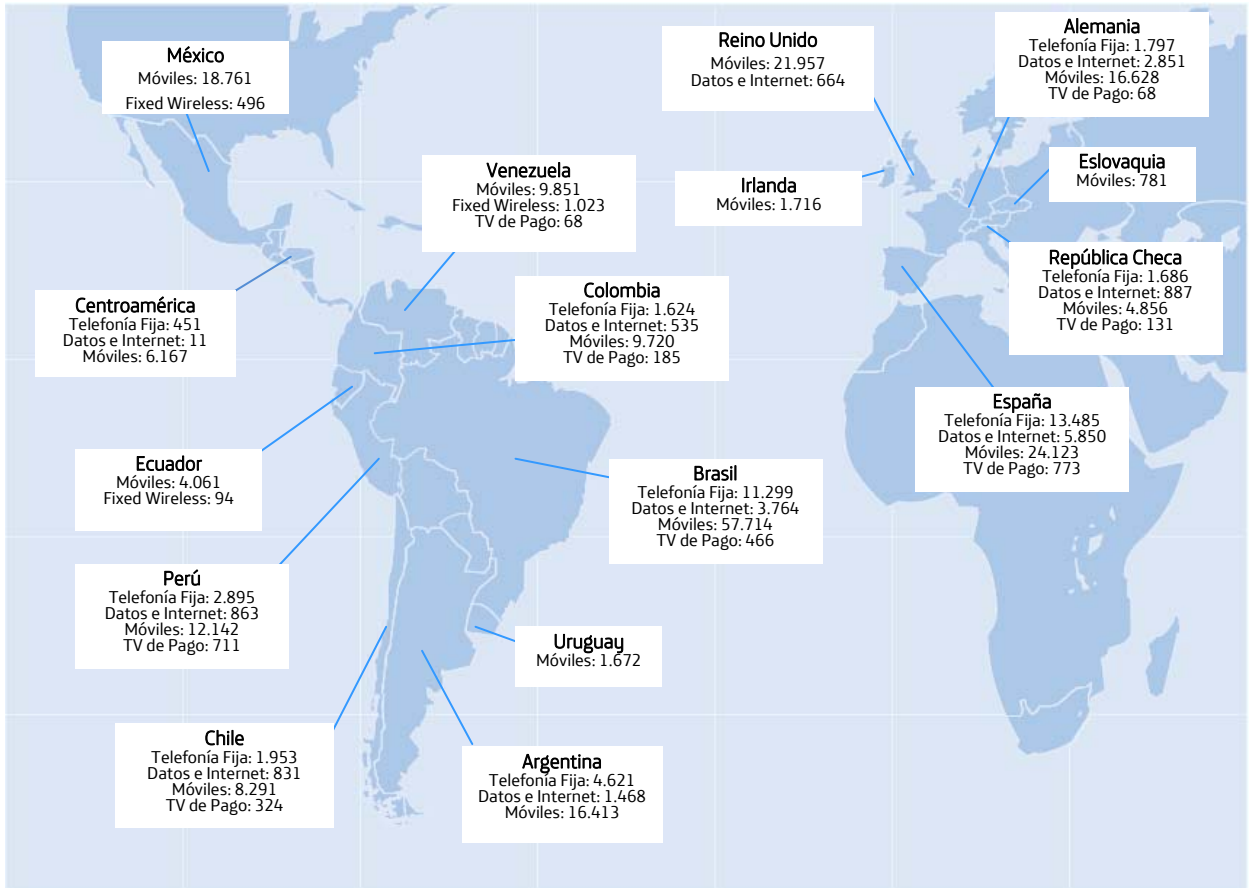 México
Móviles: 18.761
Fixed Wireless: 496
Reino Unido
Móviles: 21.957
Datos e Internet: 664
Alemania
Telefonía Fija: 1.797
Datos e Internet: 2.851
Móviles: 16.628
TV de Pago: 68
Venezuela
Móviles: 9.851
Fixed Wireless: 1.023
TV de Pago: 68
Irlanda
Móviles: 1.716
Eslovaquia
Móviles: 781
República Checa
Telefonía Fija: 1.686
Datos e Internet: 887
Móviles: 4.856
TV de Pago: 131
Centroamérica
Telefonía Fija: 451
Datos e Internet: 11
Móviles: 6.167
Colombia
Telefonía Fija: 1.624
Datos e Internet: 535
Móviles: 9.720
TV de Pago: 185
España
Telefonía Fija: 13.485
Datos e Internet: 5.850
Móviles: 24.123
TV de Pago: 773
Ecuador
Móviles: 4.061
Fixed Wireless: 94
Brasil
Telefonía Fija: 11.299
Datos e Internet: 3.764
Móviles: 57.714
TV de Pago: 466
Perú
Telefonía Fija: 2.895
Datos e Internet: 863
Móviles: 12.142
TV de Pago: 711
Uruguay
Móviles: 1.672
Chile
Telefonía Fija: 1.953
Datos e Internet: 831
Móviles: 8.291
TV de Pago: 324
Argentina
Telefonía Fija: 4.621
Datos e Internet: 1.468
Móviles: 16.413